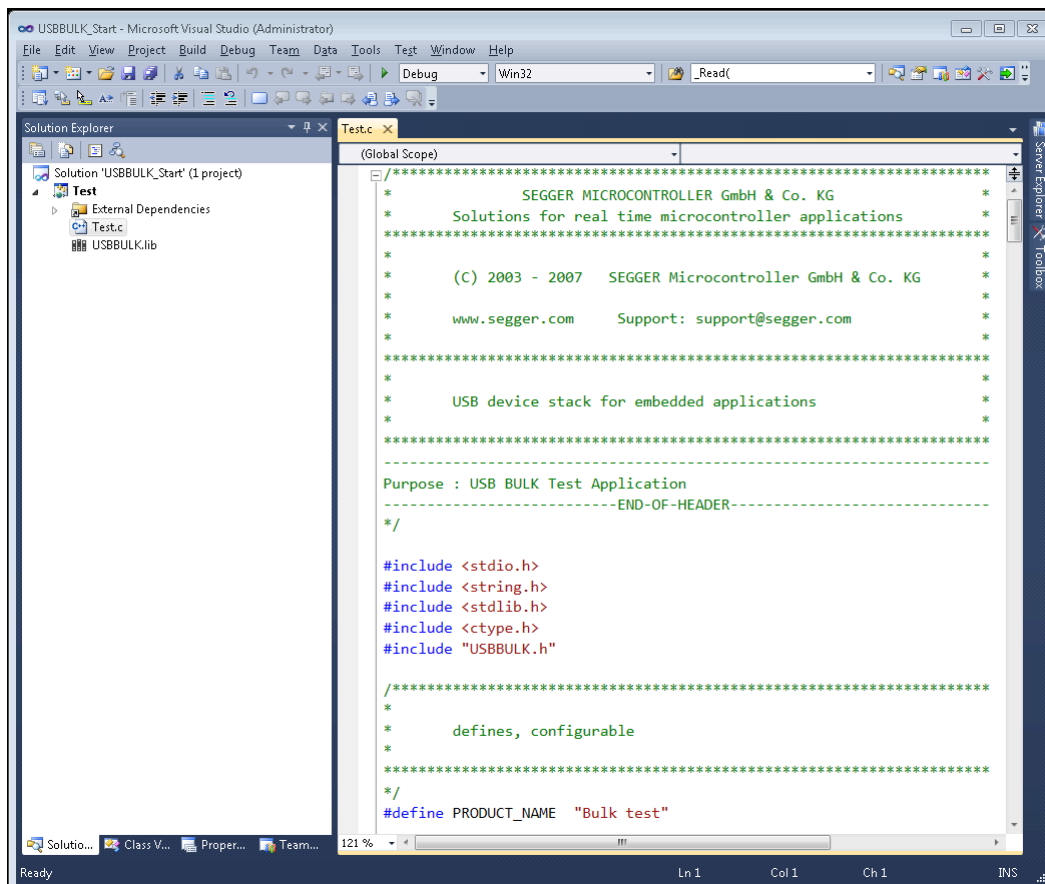 USBBULK_Start - Microsoft Visual Studio (Administrator)
File Edit View Project Build Debug Team Data Tools Test Window Help
Debug Win32 _Read(
Solution Explorer
Solution 'USBBULK_Start' (1 project)
Test
External Dependencies
Test.c
USBBULK.lib
Solutio... Class V... Proper... Team...
Test.c
(Global Scope)
/*********************************************************************
* SEGGER MICROCONTROLLER GmbH & Co. KG *
* Solutions for real time microcontroller applications *
**********************************************************************
* *
* (C) 2003 - 2007 SEGGER Microcontroller GmbH & Co. KG *
* *
* www.segger.com Support: support@segger.com *
* *
**********************************************************************
* *
* USB device stack for embedded applications *
* *
**********************************************************************
----------------------------------------------------------------------
Purpose : USB BULK Test Application
---------------------------END-OF-HEADER------------------------------
*/
#include <stdio.h>
#include <string.h>
#include <stdlib.h>
#include <ctype.h>
#include "USBBULK.h"
/*********************************************************************
*
* defines, configurable
*
**********************************************************************
*/
#define PRODUCT_NAME "Bulk test"
121 %
Server Explorer
Toolbox
Ready Ln 1 Col 1 Ch 1 INS